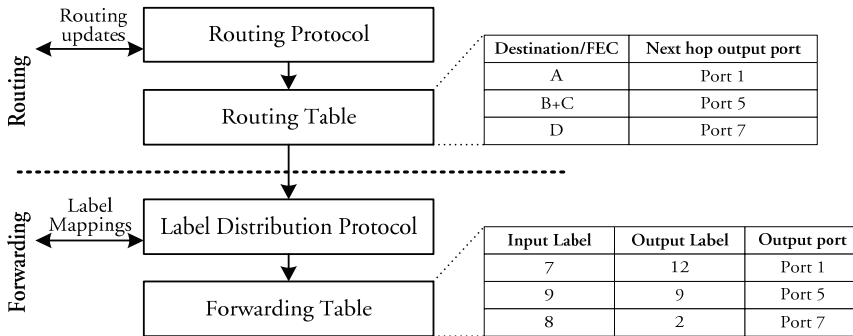 Routing
Routing
updates
Routing Protocol
Routing Table
Destination/FEC Next hop output port
A Port 1
B+C Port 5
D Port 7
Forwarding
Label
Mappings
Label Distribution Protocol
Forwarding Table
Input Label Output Label Output port
7 12 Port 1
9 9 Port 5
8 2 Port 7